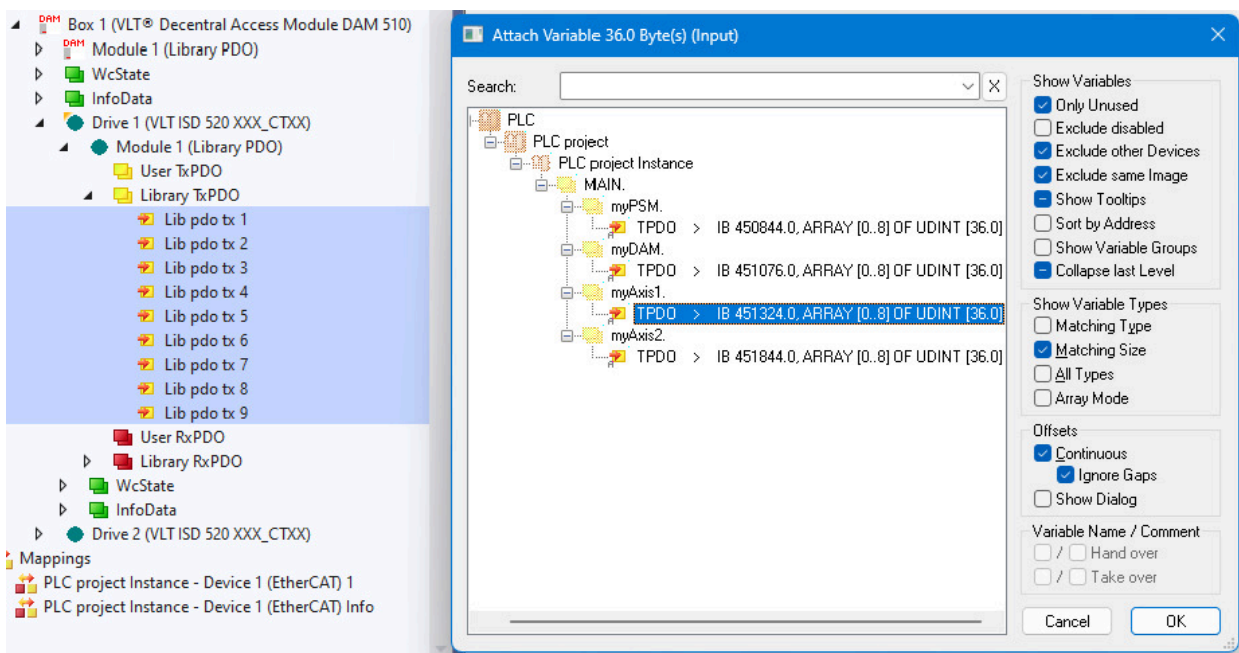 DAM Box 1 (VLT® Decentral Access Module DAM 510)
DAM Module 1 (Library PDO)
WcState
InfoData
Drive 1 (VLT ISD 520 XXX_CTXX)
Module 1 (Library PDO)
User TxPDO
Library TxPDO
Lib pdo tx 1
Lib pdo tx 2
Lib pdo tx 3
Lib pdo tx 4
Lib pdo tx 5
Lib pdo tx 6
Lib pdo tx 7
Lib pdo tx 8
Lib pdo tx 9
User RxPDO
Library RxPDO
WcState
InfoData
Drive 2 (VLT ISD 520 XXX_CTXX)
Mappings
PLC project Instance - Device 1 (EtherCAT) 1
PLC project Instance - Device 1 (EtherCAT) Info
Attach Variable 36.0 Byte(s) (Input)
Search:
X
PLC
PLC project
PLC project Instance
MAIN.
myPSM.
TPDO > IB 450844.0, ARRAY [0..8] OF UDINT [36.0]
myDAM.
TPDO > IB 451076.0, ARRAY [0..8] OF UDINT [36.0]
myAxis1.
TPDO > IB 451324.0, ARRAY [0..8] OF UDINT [36.0]
myAxis2.
TPDO > IB 451844.0, ARRAY [0..8] OF UDINT [36.0]
Show Variables
Only Unused
Exclude disabled
Exclude other Devices
Exclude same Image
Show Tooltips
Sort by Address
Show Variable Groups
Collapse last Level
Show Variable Types
Matching Type
Matching Size
All Types
Array Mode
Offsets
Continuous
Ignore Gaps
Show Dialog
Variable Name / Comment
/ Hand over
/ Take over
Cancel
OK